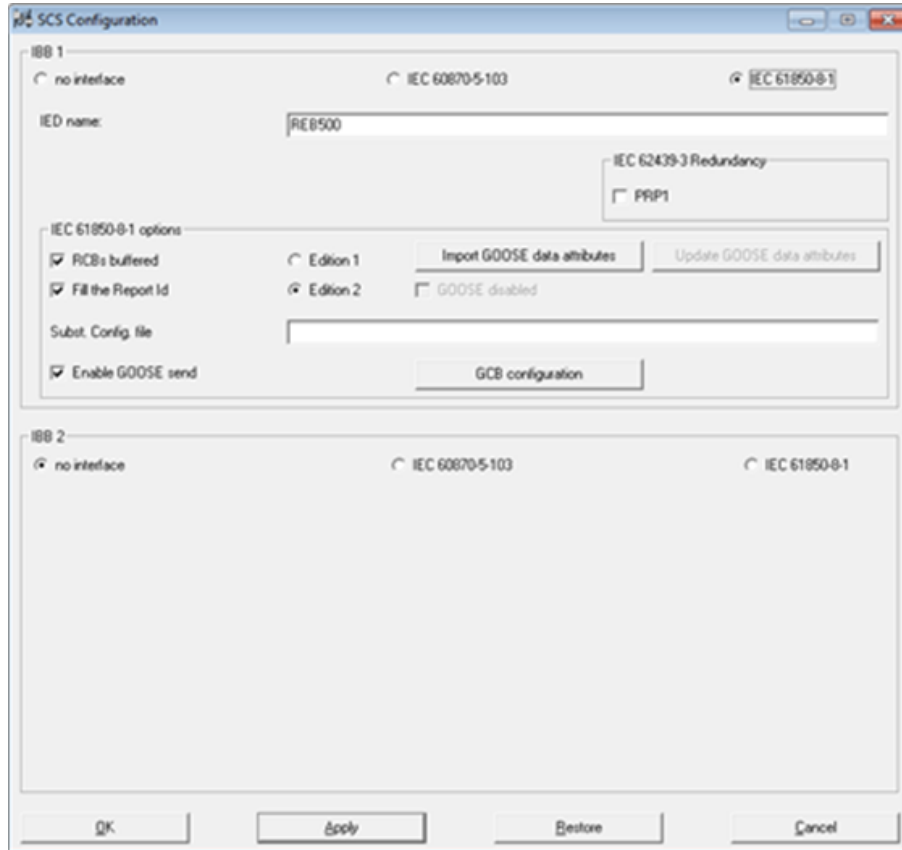 SCS Configuration
IBB 1
no interface
IEC 60870-5-103
IEC 61850-8-1
IED name:
REB500
IEC 62439-3 Redundancy
PRP1
IEC 61850-8-1 options
RCBs buffered
Edition 1
Import GOOSE data attributes
Update GOOSE data attributes
Fill the Report Id
Edition 2
GOOSE disabled
Subst. Config. file
Enable GOOSE send
GCB configuration
IBB 2
no interface
IEC 60870-5-103
IEC 61850-8-1
OK
Apply
Restore
Cancel